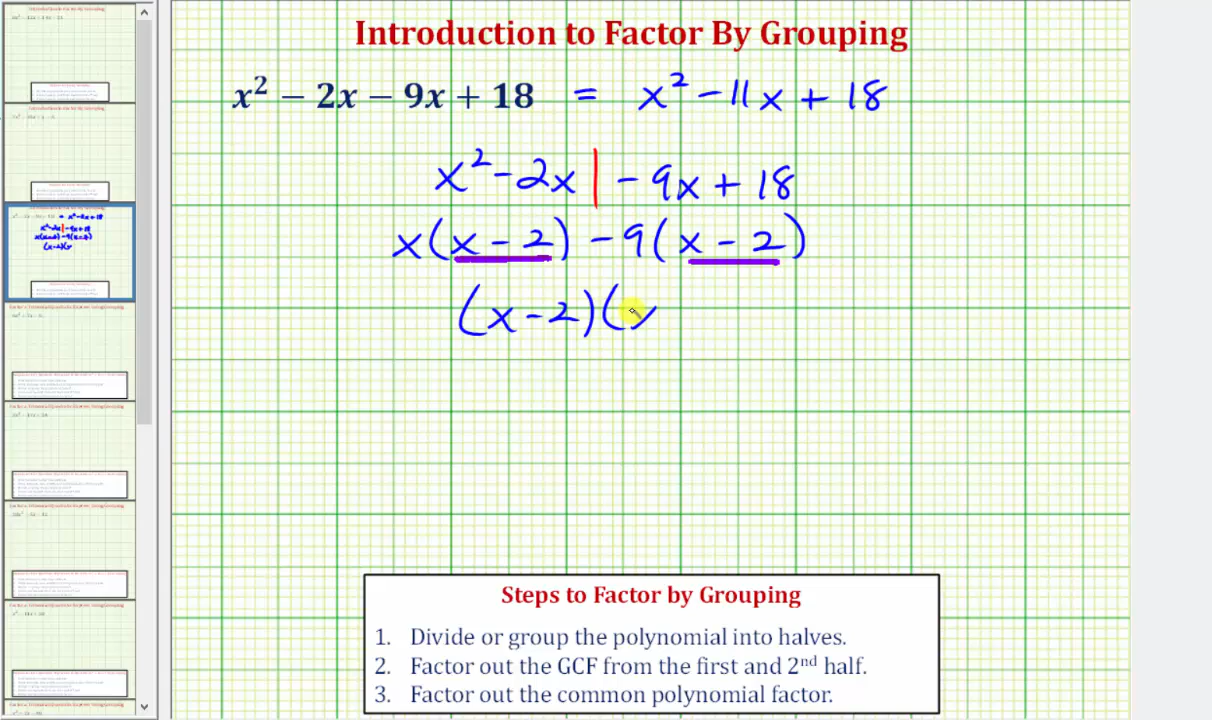 Introduction to Factor By Grouping
x² − 2x − 9x + 18 = x² - 11x + 18
x² - 2x | - 9x + 18
x(x - 2) - 9(x - 2)
(x - 2)(x
Steps to Factor by Grouping
1. Divide or group the polynomial into halves.
2. Factor out the GCF from the first and 2nd half.
3. Factor out the common polynomial factor.